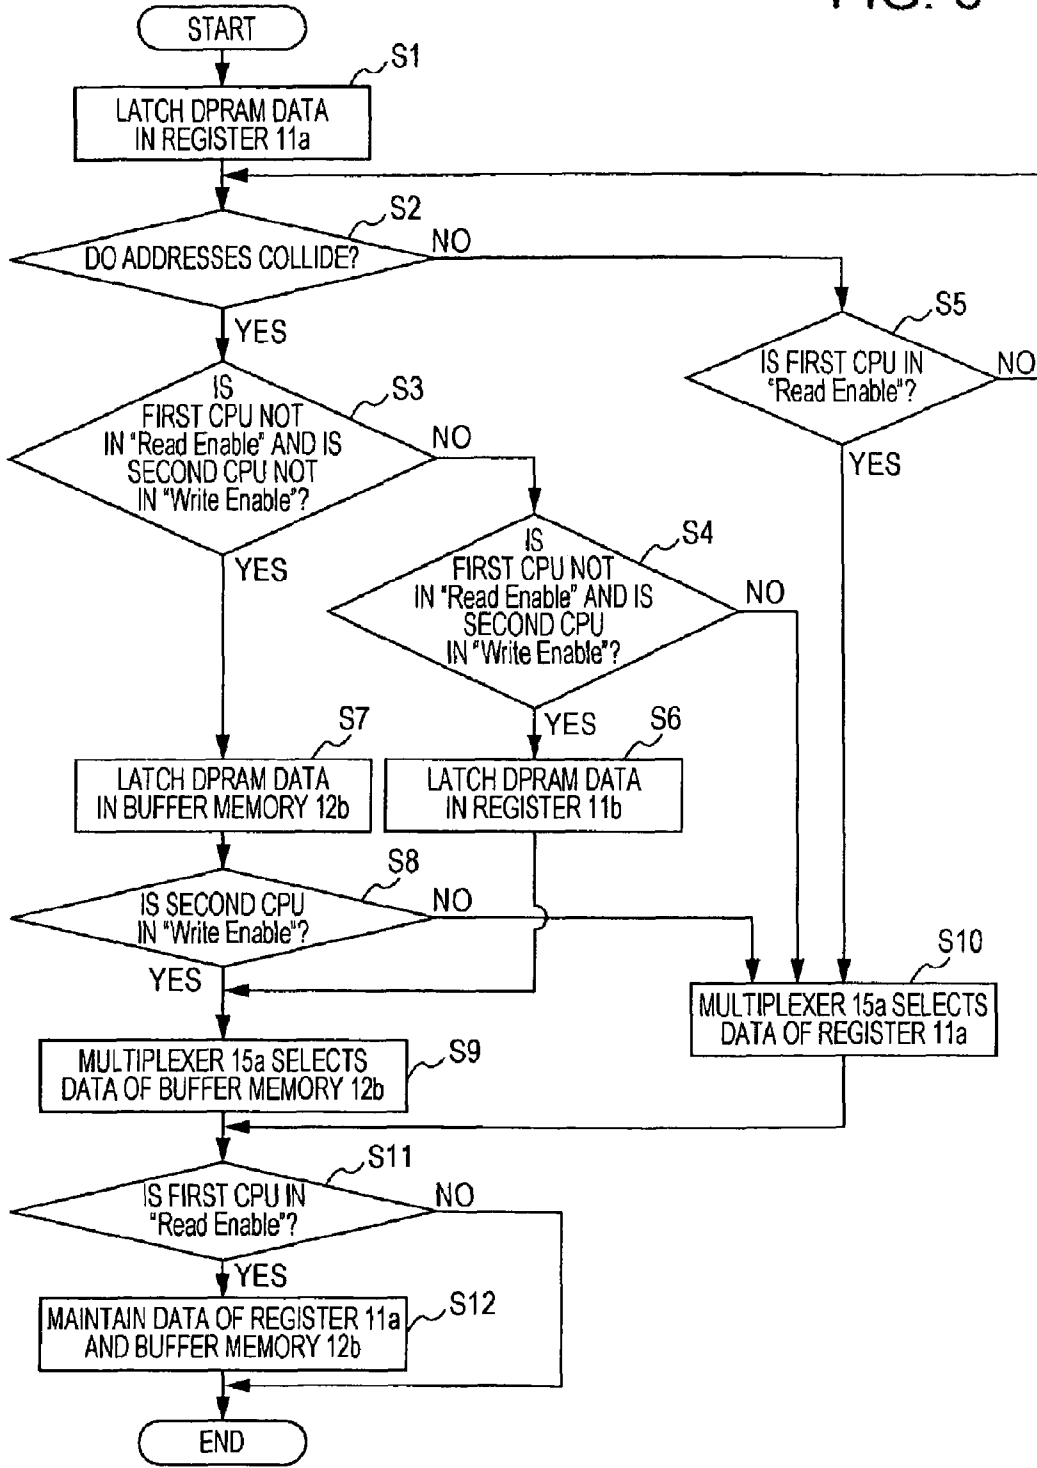 START
S1
LATCH DPRAM DATA
IN REGISTER 11a
S2
DO ADDRESSES COLLIDE?
NO
YES
S5
IS FIRST CPU IN
"Read Enable"?
NO
YES
S3
IS
FIRST CPU NOT
IN "Read Enable" AND IS
SECOND CPU NOT
IN "Write Enable"?
NO
YES
S4
IS
FIRST CPU NOT
IN "Read Enable" AND IS
SECOND CPU
IN "Write Enable"?
NO
YES
S7
LATCH DPRAM DATA
IN BUFFER MEMORY 12b
S6
LATCH DPRAM DATA
IN REGISTER 11b
S8
IS SECOND CPU
IN "Write Enable"?
NO
YES
S10
MULTIPLEXER 15a SELECTS
DATA OF REGISTER 11a
S9
MULTIPLEXER 15a SELECTS
DATA OF BUFFER MEMORY 12b
S11
IS FIRST CPU IN
"Read Enable"?
NO
YES
S12
MAINTAIN DATA OF REGISTER 11a
AND BUFFER MEMORY 12b
END